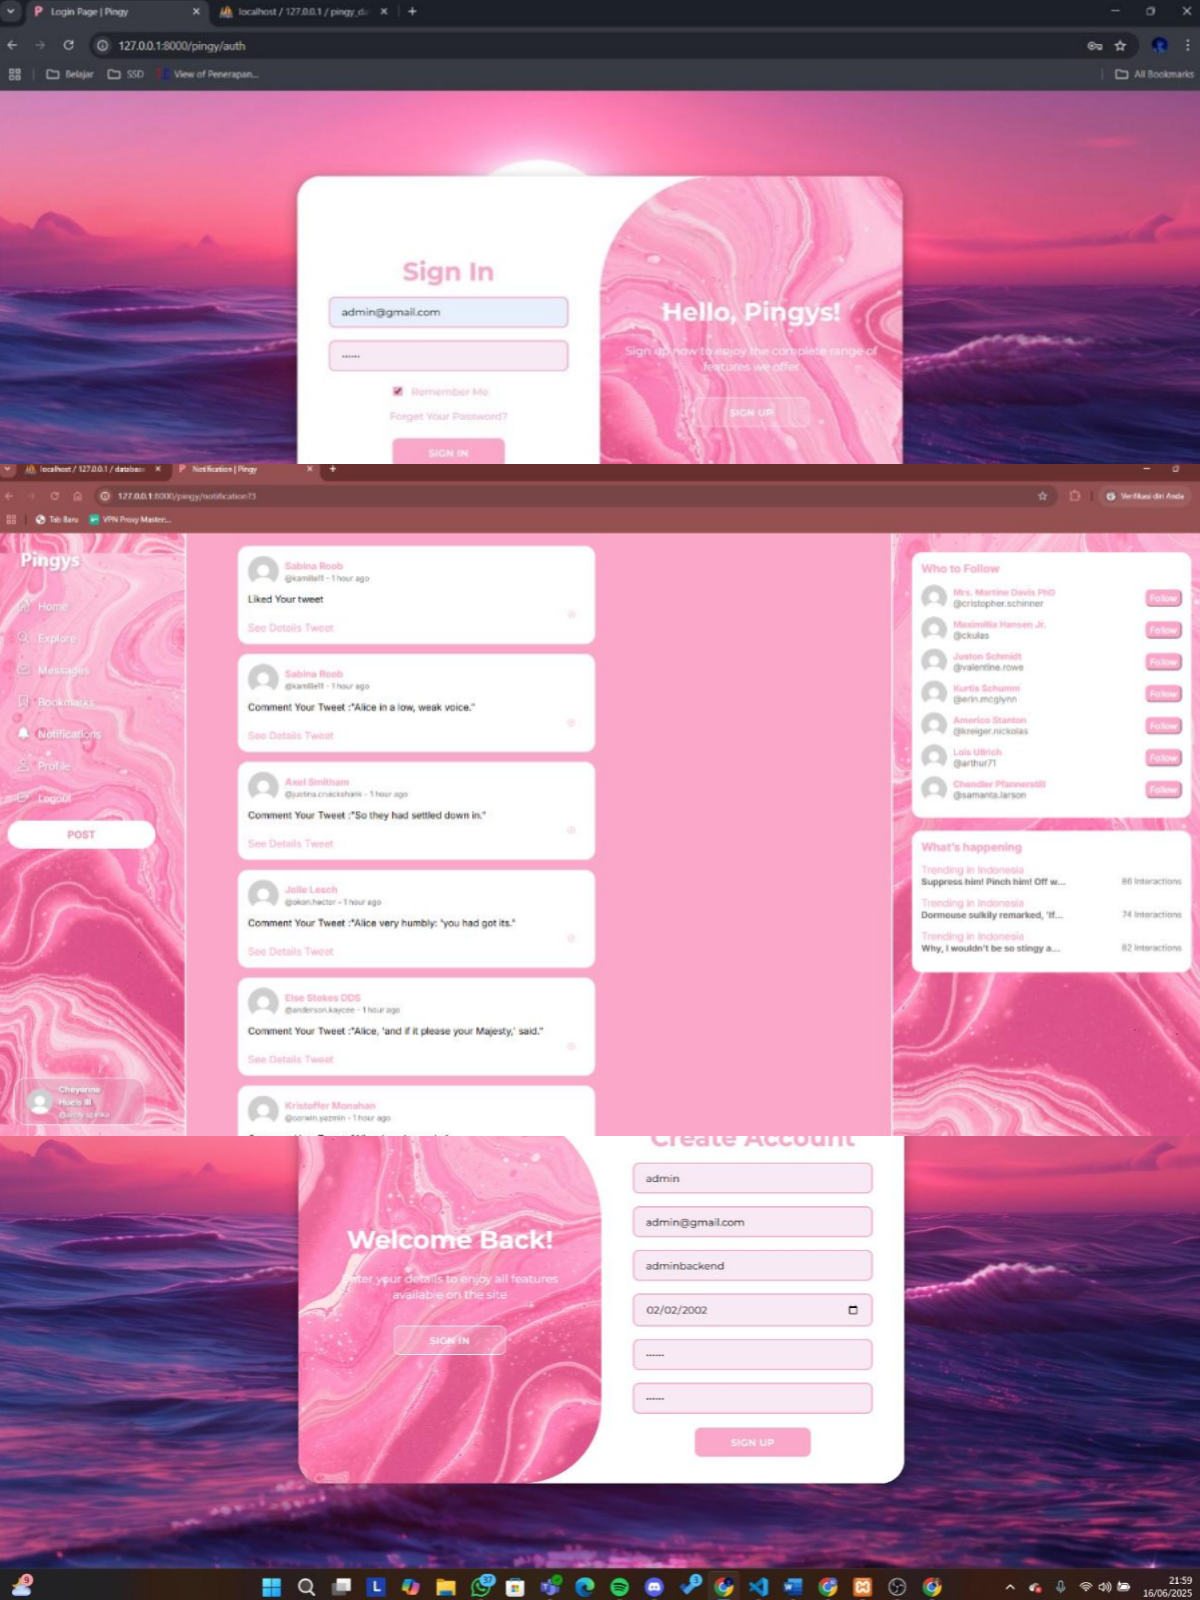 Login Page | Pingy
localhost / 127.0.0.1 / pingy_da
127.0.0.1:8000/pingy/auth
Belajar
SSD
View of Penerapan...
All Bookmarks
Sign In
admin@gmail.com
Remember Me
Forget Your Password?
SIGN IN
Hello, Pingys!
Sign up now to enjoy the complete range of
features we offer
SIGN UP
localhost / 127.0.0.1 / database
Notification | Pingy
127.0.0.1:8000/pingy/notification?3
Verifikasi diri Anda
Tab Baru
VPN Proxy Master:...
Pingys
Home
Explore
Messages
Bookmarks
Notifications
Profile
Logout
POST
Cheyanne
Huels III
Sabina Roob
@kamille11 - 1 hour ago
Liked Your tweet
See Details Tweet
Sabina Roob
@kamille11 - 1 hour ago
Comment Your Tweet :"Alice in a low, weak voice."
See Details Tweet
Axel Smitham
@justina.cruickshank - 1 hour ago
Comment Your Tweet :"So they had settled down in."
See Details Tweet
Jolie Lesch
@okon.hector - 1 hour ago
Comment Your Tweet :"Alice very humbly: 'you had got its."
See Details Tweet
Else Stokes DDS
@anderson.kaycee - 1 hour ago
Comment Your Tweet :"Alice, 'and if it please your Majesty,' said."
See Details Tweet
Kristoffer Monahan
@corwin.yazmin - 1 hour ago
Who to Follow
Mrs. Martine Davis PhD
@cristopher.schinner
Follow
Maximillia Hansen Jr.
@ckulas
Follow
Juston Schmidt
@valentine.rowe
Follow
Kurtis Schumm
@erin.mcglynn
Follow
Americo Stanton
@kreiger.nickolas
Follow
Lois Ullrich
@arthur71
Follow
Chandler Pfannerstill
@samanta.larson
Follow
What's happening
Trending in Indonesia
Suppress him! Pinch him! Off w...
86 Interactions
Trending in Indonesia
Dormouse sulkily remarked, 'If...
74 Interactions
Trending in Indonesia
Why, I wouldn't be so stingy a...
82 Interactions
Welcome Back!
Enter your details to enjoy all features
available on the site
SIGN IN
Create Account
admin
admin@gmail.com
adminbackend
02/02/2002
SIGN UP
21:59
16/06/2025